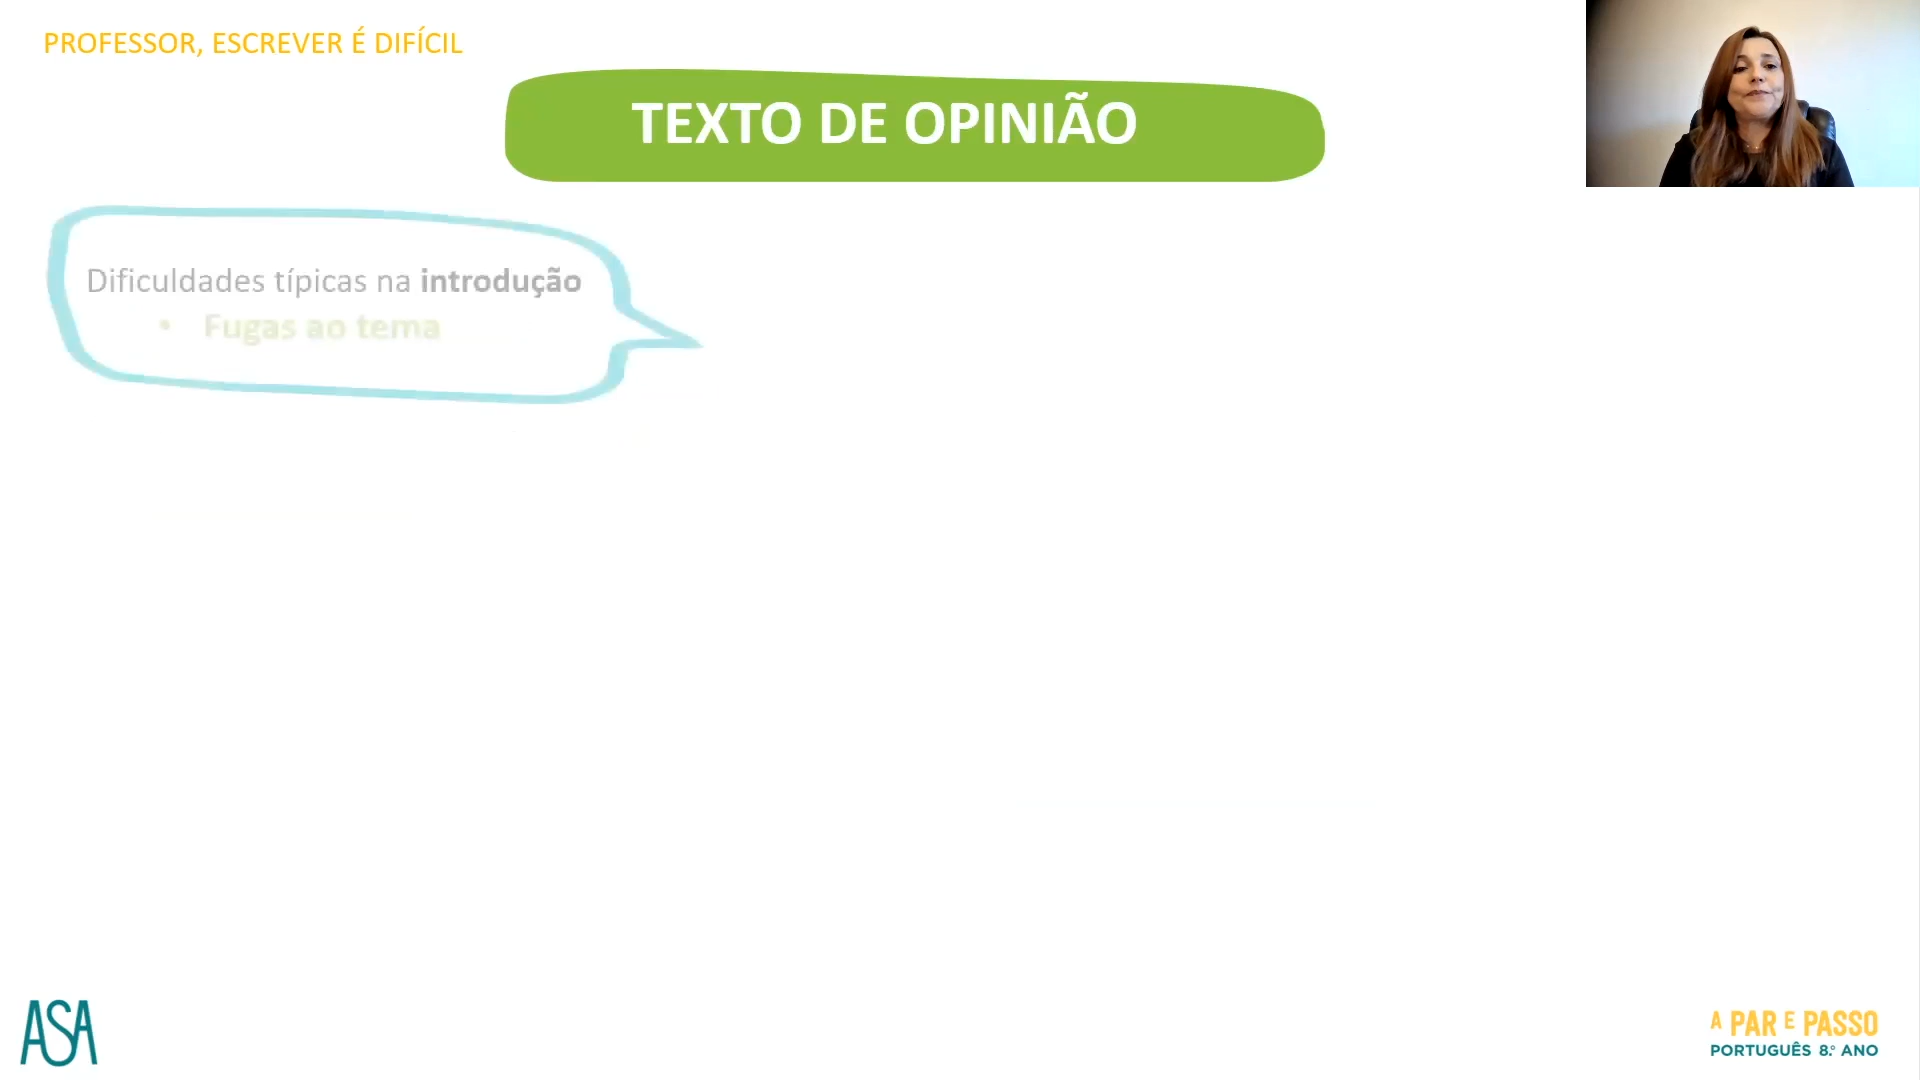 PROFESSOR, ESCREVER É DIFÍCIL
TEXTO DE OPINIÃO
Dificuldades típicas na introdução
• Fugas ao tema
ASA
A PAR E PASSO
PORTUGUÊS 8.º ANO